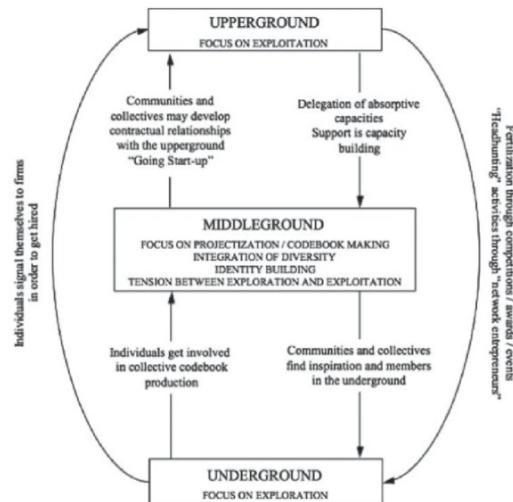 UPPERGROUND
FOCUS ON EXPLOITATION
Communities and
collectives may develop
contractual relationships
with the upperground
“Going Start-up”
Delegation of absorptive
capacities
Support is capacity
building
Individuals signal themselves to firms
in order to get hired
Fertilization through competitions / awards / events
“Headhunting” activities through “network entrepreneurs”
MIDDLEGROUND
FOCUS ON PROJECTIZATION / CODEBOOK MAKING
INTEGRATION OF DIVERSITY
IDENTITY BUILDING
TENSION BETWEEN EXPLORATION AND EXPLOITATION
Individuals get involved
in collective codebook
production
Communities and collectives
find inspiration and members
in the underground
UNDERGROUND
FOCUS ON EXPLORATION